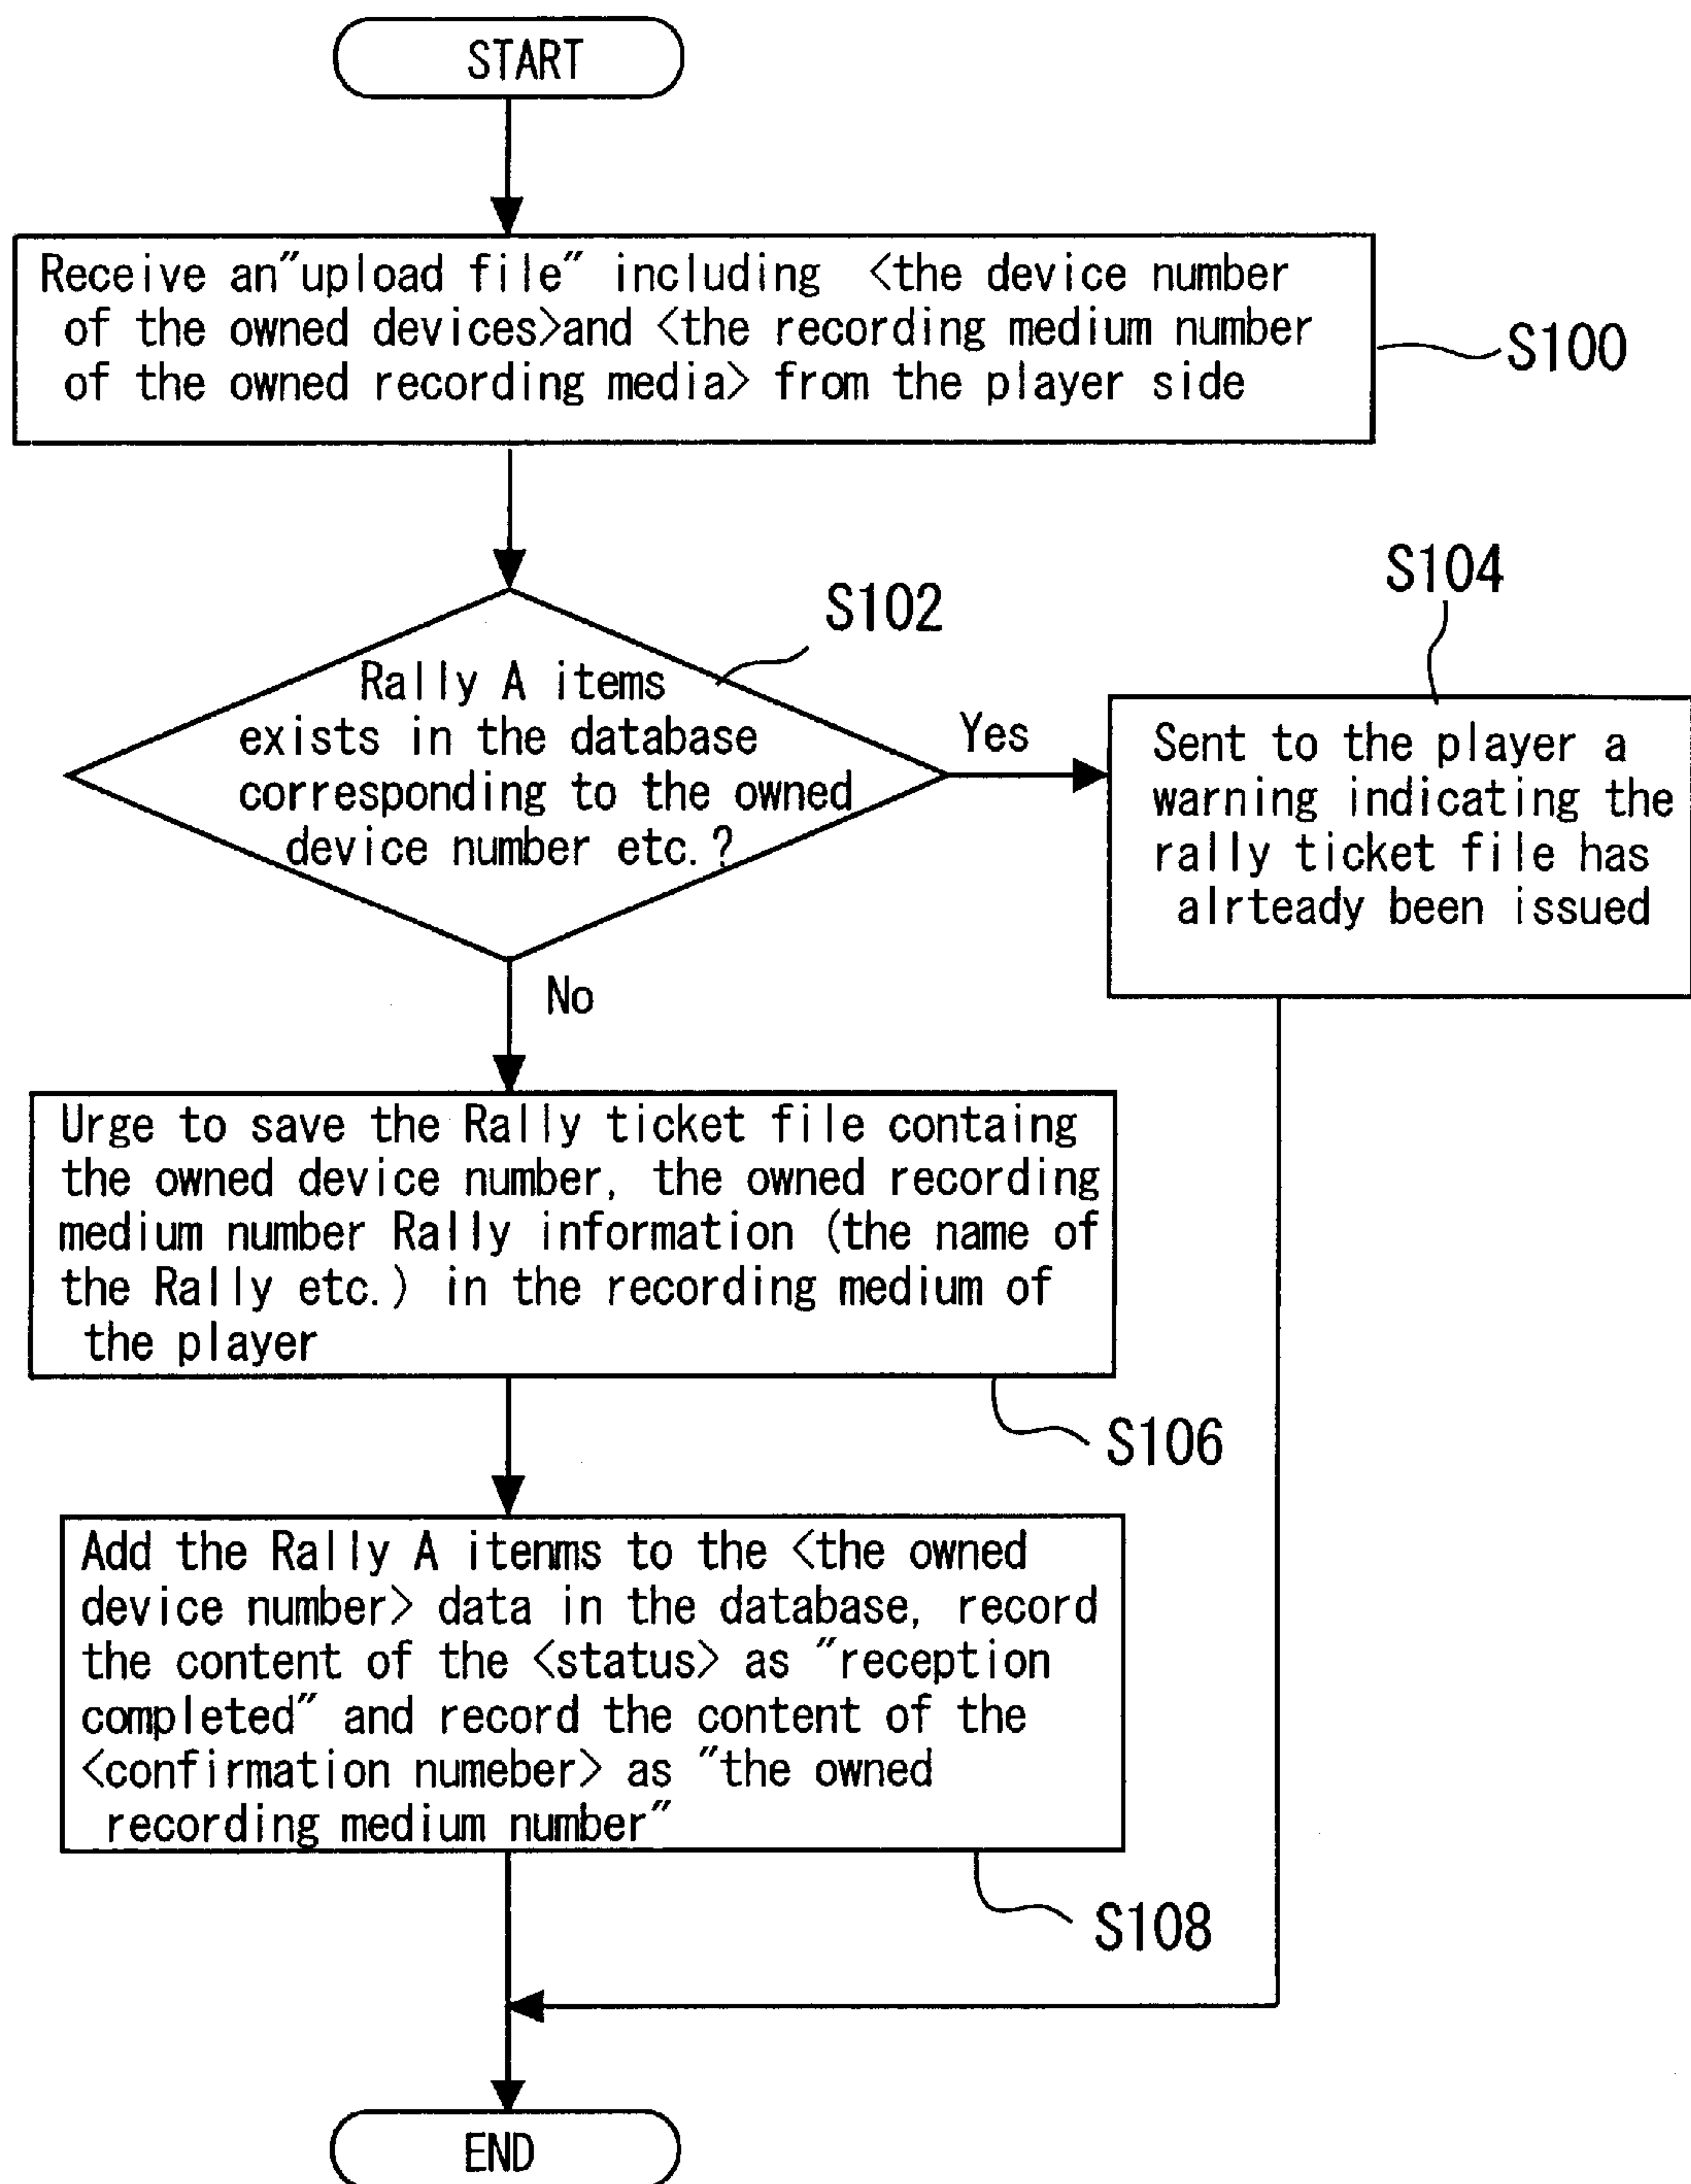 START
Receive an"upload file" including <the device number
of the owned devices>and <the recording medium number
of the owned recording media> from the player side
S100
S102
Rally A items
exists in the database
corresponding to the owned
device number etc.?
Yes
S104
Sent to the player a
warning indicating the
rally ticket file has
alrteady been issued
No
Urge to save the Rally ticket file containg
the owned device number, the owned recording
medium number Rally information (the name of
the Rally etc.) in the recording medium of
the player
S106
Add the Rally A itenms to the <the owned
device number> data in the database, record
the content of the <status> as "reception
completed" and record the content of the
<confirmation numeber> as "the owned
recording medium number"
S108
END